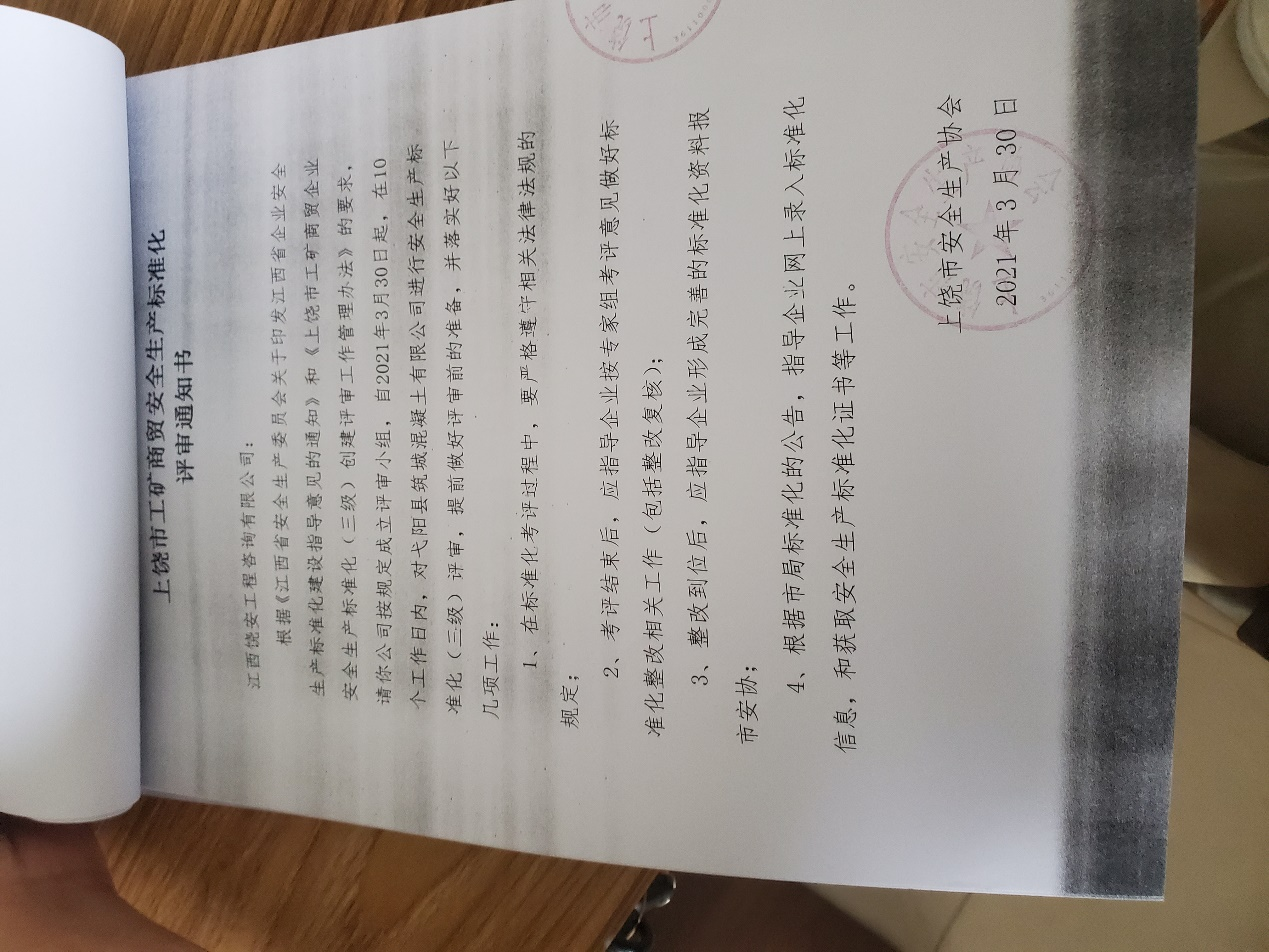 上饶市工矿商贸安全生产标准化
评审通知书
江西饶安工程咨询有限公司:
根据《江西省安全生产委员会关于印发江西省企业安全
生产标准化建设指导意见的通知》和《上饶市工矿商贸企业
安全生产标准化(三级)创建评审工作管理办法》的要求,
请你公司按规定成立评审小组,自2021年3月30日起,在10
个工作日内,对弋阳县筑城混凝土有限公司进行安全生产标
准化(三级)评审,提前做好评审前的准备,并落实好以下
几项工作:
1、在标准化考评过程中,要严格遵守相关法律法规的
规定;
2、考评结束后,应指导企业按专家组考评意见做好标
准化整改相关工作(包括整改复核);
3、整改到位后,应指导企业形成完善的标准化资料报
市安协;
4、根据市局标准化的公告,指导企业网上录入标准化
信息,和获取安全生产标准化证书等工作。
上饶市安全生产协会
2021年3月30日